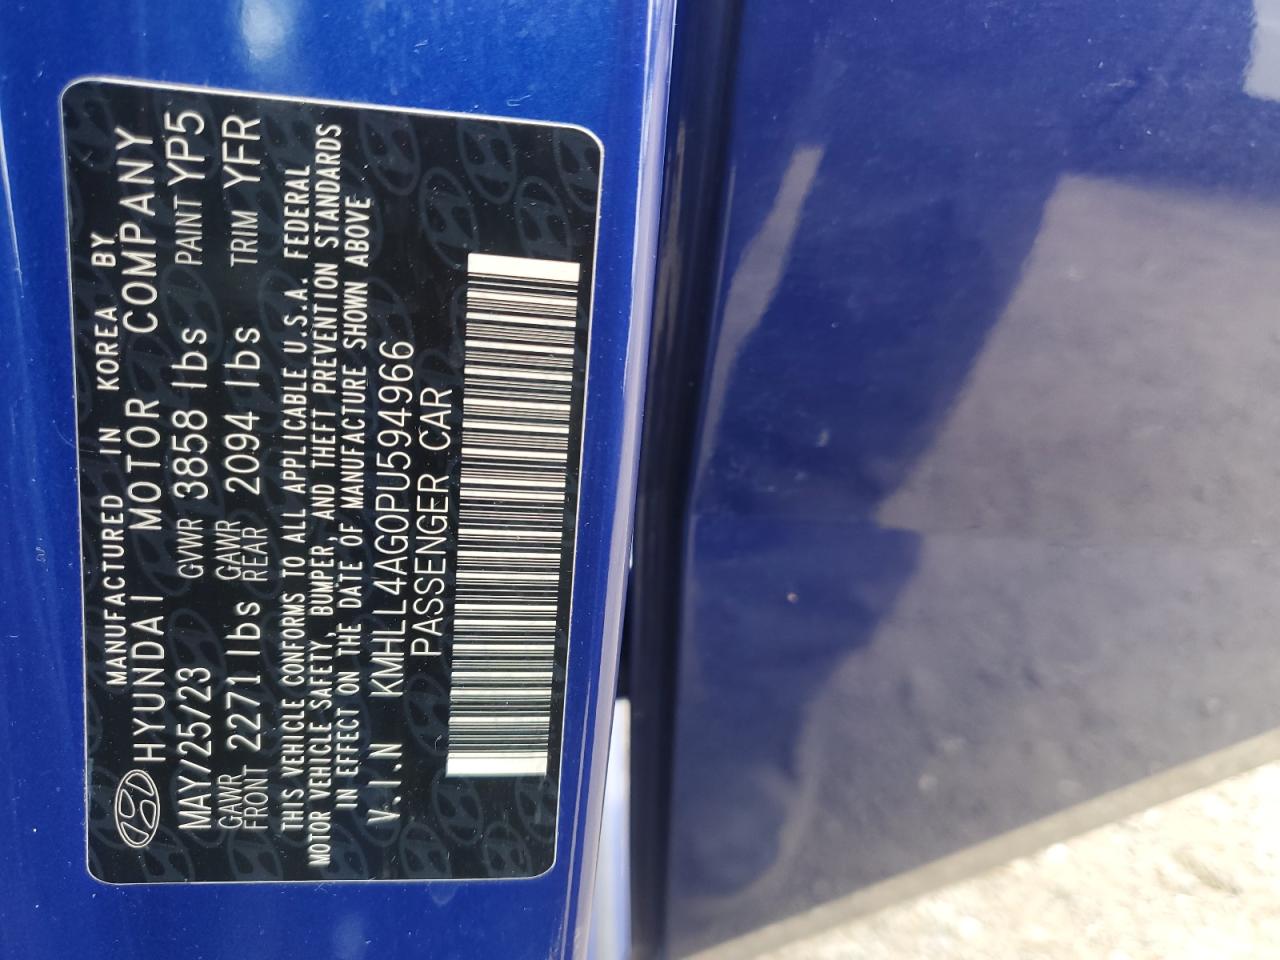 MANUFACTURED IN KOREA BY
HYUNDAI MOTOR COMPANY
MAY/25/23 GVWR 3858 lbs PAINT YP5
GAWR FRONT 2271 lbs GAWR REAR 2094 lbs TRIM YFR
THIS VEHICLE CONFORMS TO ALL APPLICABLE U.S.A. FEDERAL
MOTOR VEHICLE SAFETY, BUMPER, AND THEFT PREVENTION STANDARDS
IN EFFECT ON THE DATE OF MANUFACTURE SHOWN ABOVE
V.I.N KMHLL4AG0PU594966
PASSENGER CAR